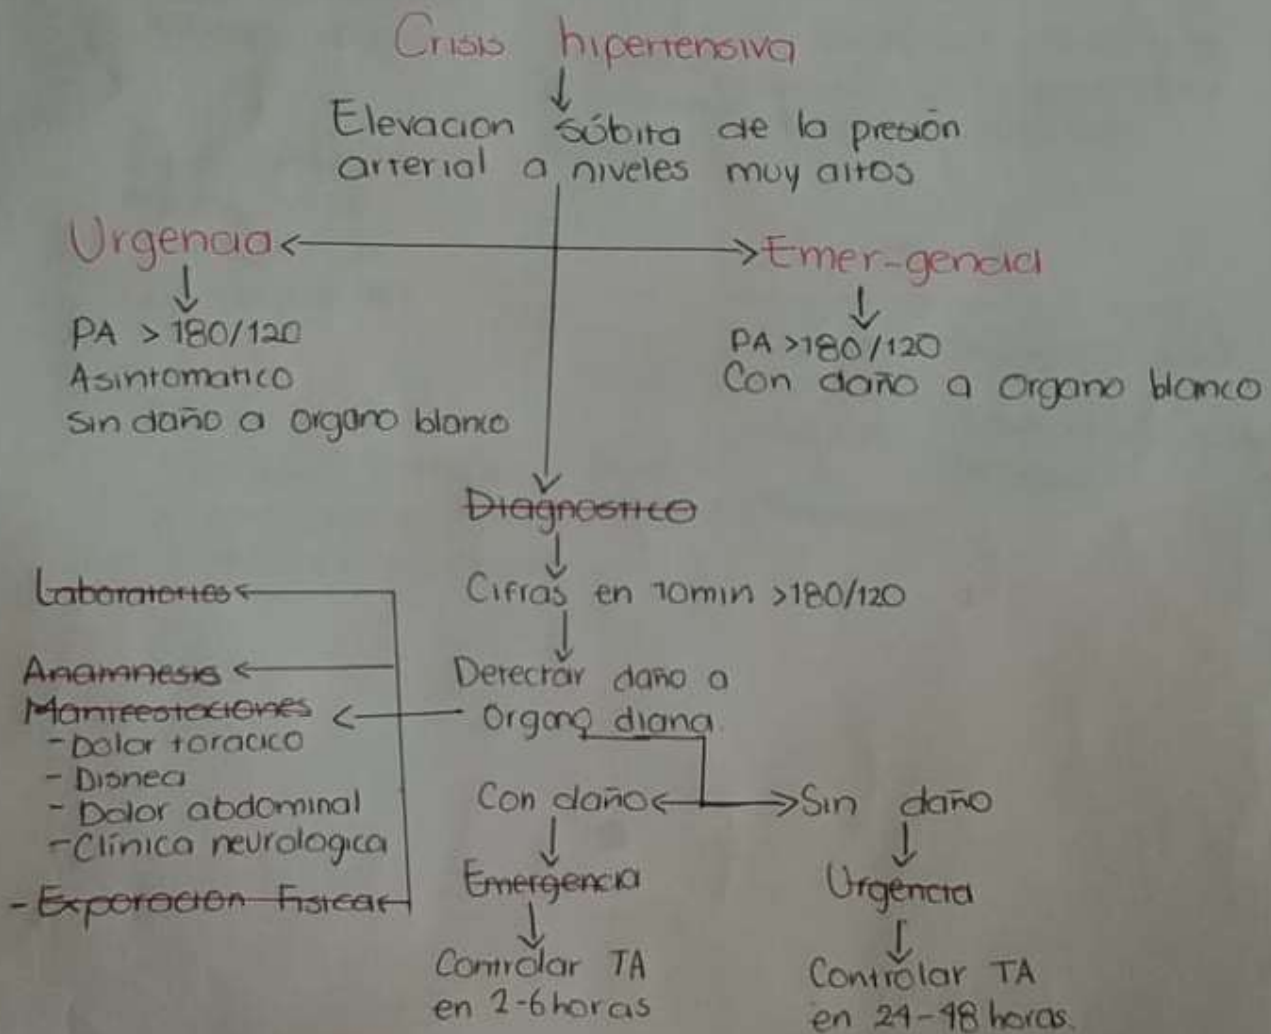 Crisis hipertensiva
Elevacion súbita de la presión
arterial a niveles muy altos
Urgencia
Emer-gencia
PA > 180/120
Asintomatico
sin daño a organo blanco
PA >180/120
Con daño a organo blanco
Diagnostico
Cifras en 10min >180/120
Detectar daño a
organo diana.
Laboratories
Anamnesis
Manifestaciones
- Dolor toracico
- Disnea
- Dolor abdominal
- Clínica neurologica
- Exporacion Fisica
Con daño
Sin daño
Emergencia
Urgencia
Controlar TA
en 2-6 horas
Controlar TA
en 24-48 horas.